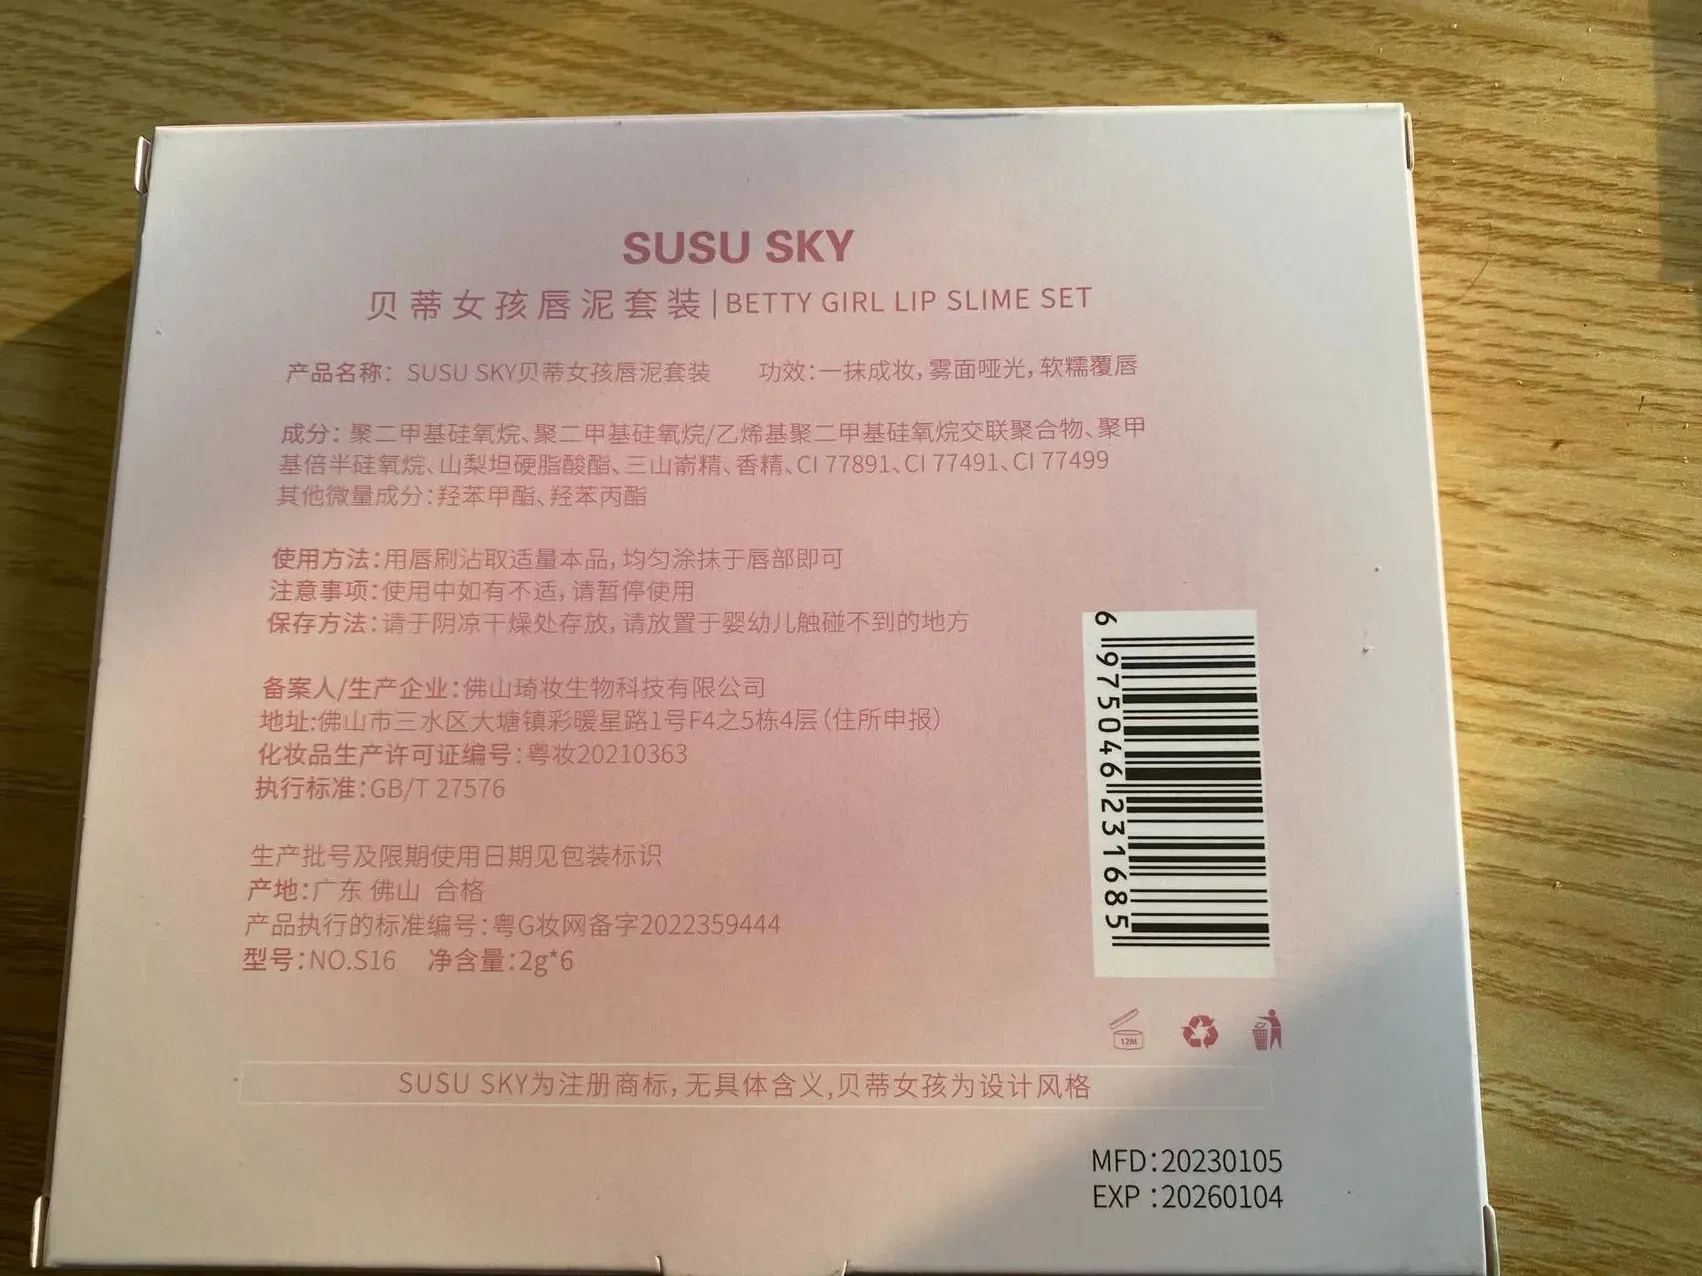 SUSU SKY
贝蒂女孩唇泥套装|BETTY GIRL LIP SLIME SET
产品名称：SUSU SKY贝蒂女孩唇泥套装 功效：一抹成妆，雾面哑光，软糯覆唇
成分：聚二甲基硅氧烷、聚二甲基硅氧烷/乙烯基聚二甲基硅氧烷交联聚合物、聚甲
基倍半硅氧烷、山梨坦硬脂酸酯、三山嵛精、香精、CI 77891、CI 77491、CI 77499
其他微量成分：羟苯甲酯、羟苯丙酯
使用方法：用唇刷沾取适量本品，均匀涂抹于唇部即可
注意事项：使用中如有不适，请暂停使用
保存方法：请于阴凉干燥处存放，请放置于婴幼儿触碰不到的地方
备案人/生产企业：佛山琦妆生物科技有限公司
地址:佛山市三水区大塘镇彩暖星路1号F4之5栋4层（住所申报）
化妆品生产许可证编号：粤妆20210363
执行标准：GB/T 27576
生产批号及限期使用日期见包装标识
产地：广东 佛山 合格
产品执行的标准编号：粤G妆网备字2022359444
型号：NO.S16 净含量：2g*6
6 975046 231685
12M
SUSU SKY为注册商标，无具体含义,贝蒂女孩为设计风格
MFD:20230105
EXP :20260104